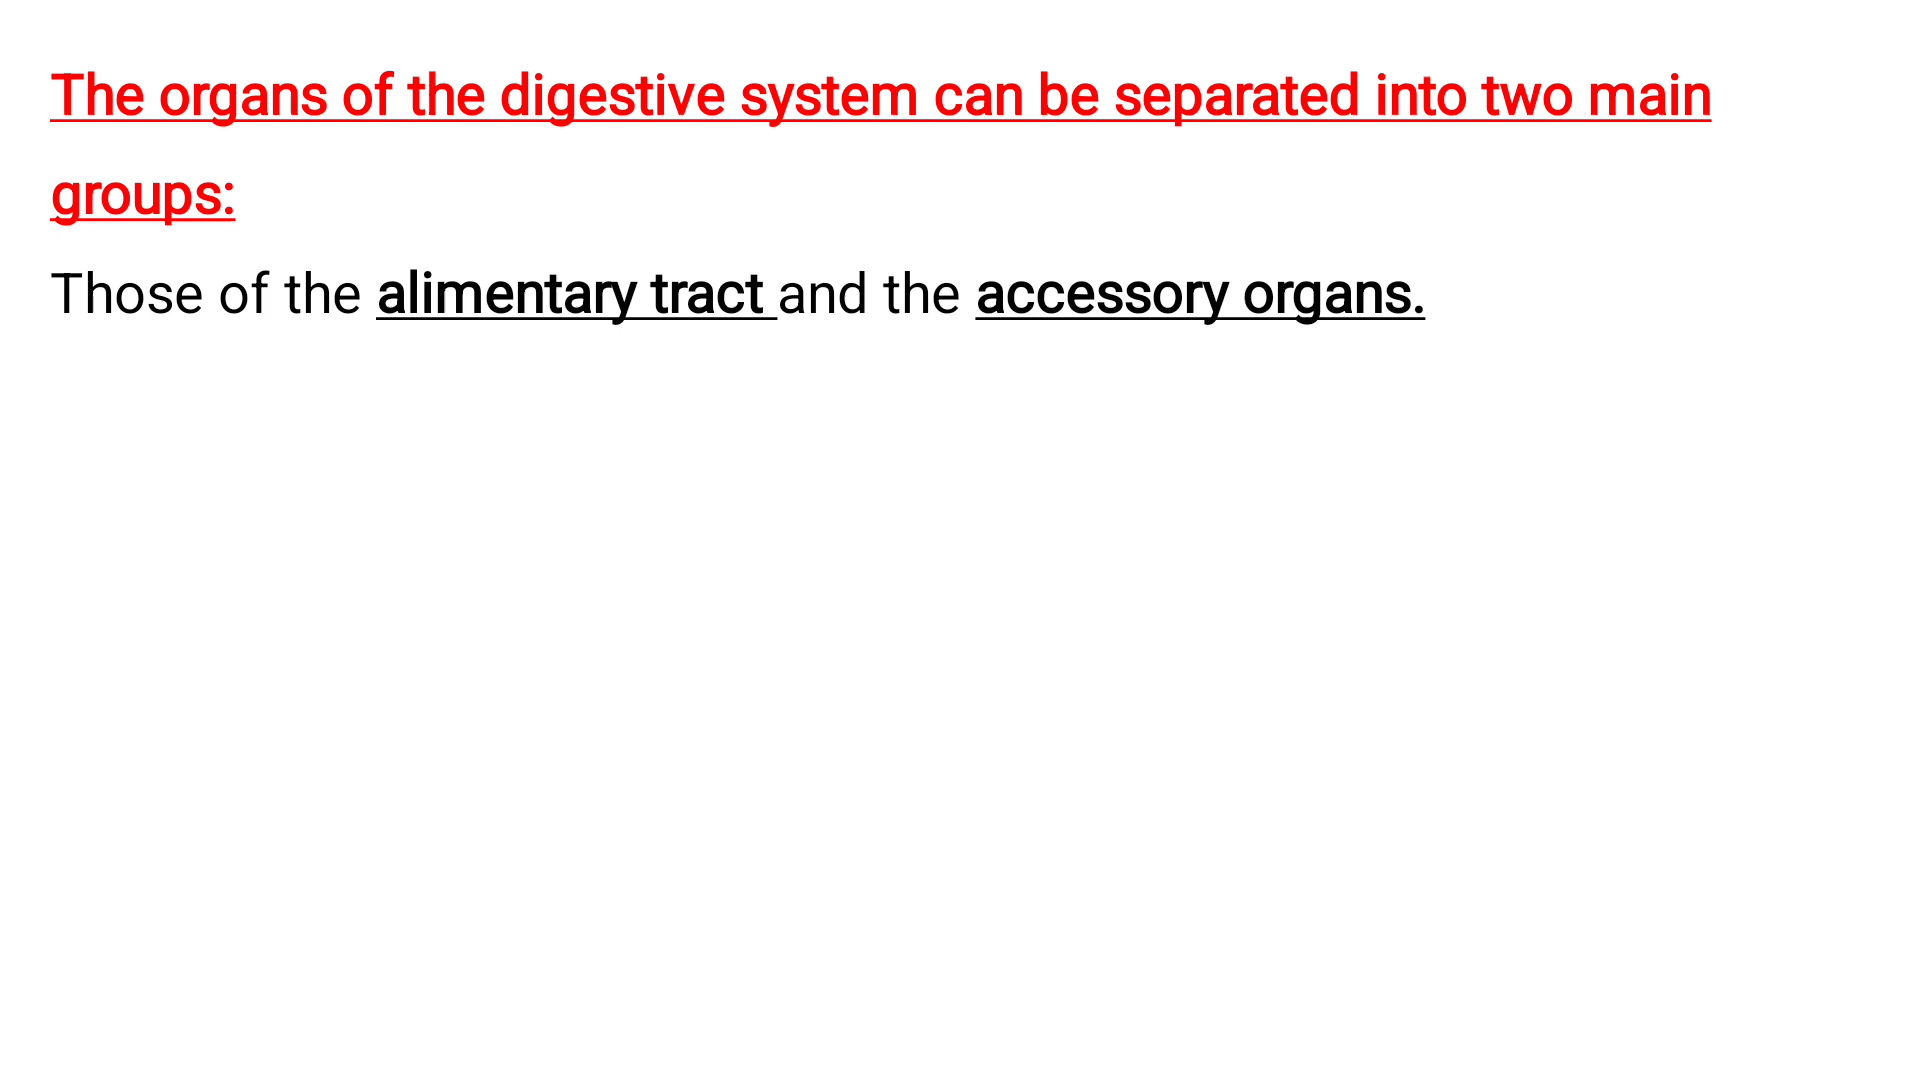 The organs of the digestive system can be separated into two main
groups:
Those of the alimentary tract and the accessory organs.